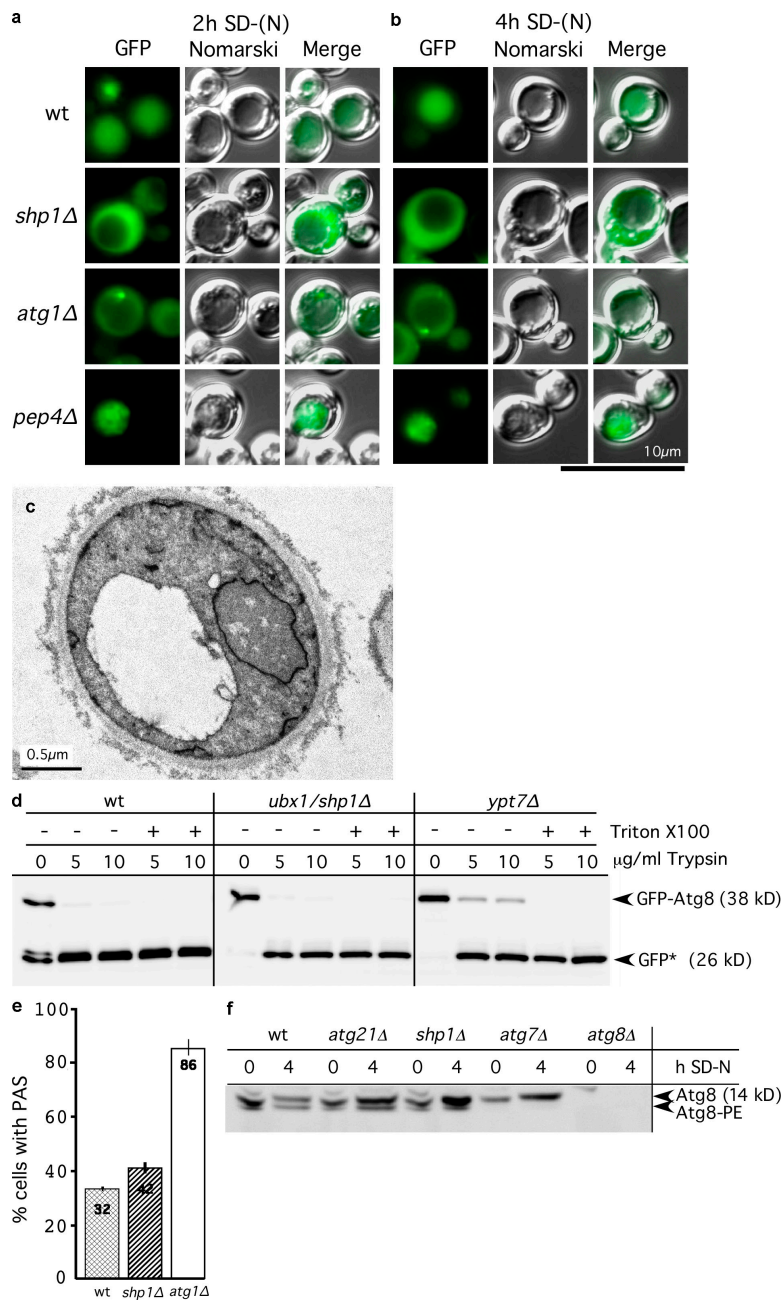 a
2h SD-(N)
GFP Nomarski Merge
b
4h SD-(N)
GFP Nomarski Merge
wt
shp1Δ
atg1Δ
pep4Δ
10µm
c
0.5µm
d
wt ubx1/shp1Δ ypt7Δ
- - - + + - - - + + - - - + + Triton X100
0 5 10 5 10 0 5 10 5 10 0 5 10 5 10 µg/ml Trypsin
GFP-Atg8 (38 kD)
GFP* (26 kD)
e
% cells with PAS
100
80
60
40
20
0
32
42
86
wt shp1Δ atg1Δ
f
wt atg21Δ shp1Δ atg7Δ atg8Δ
0 4 0 4 0 4 0 4 0 4 h SD-N
Atg8 (14 kD)
Atg8-PE